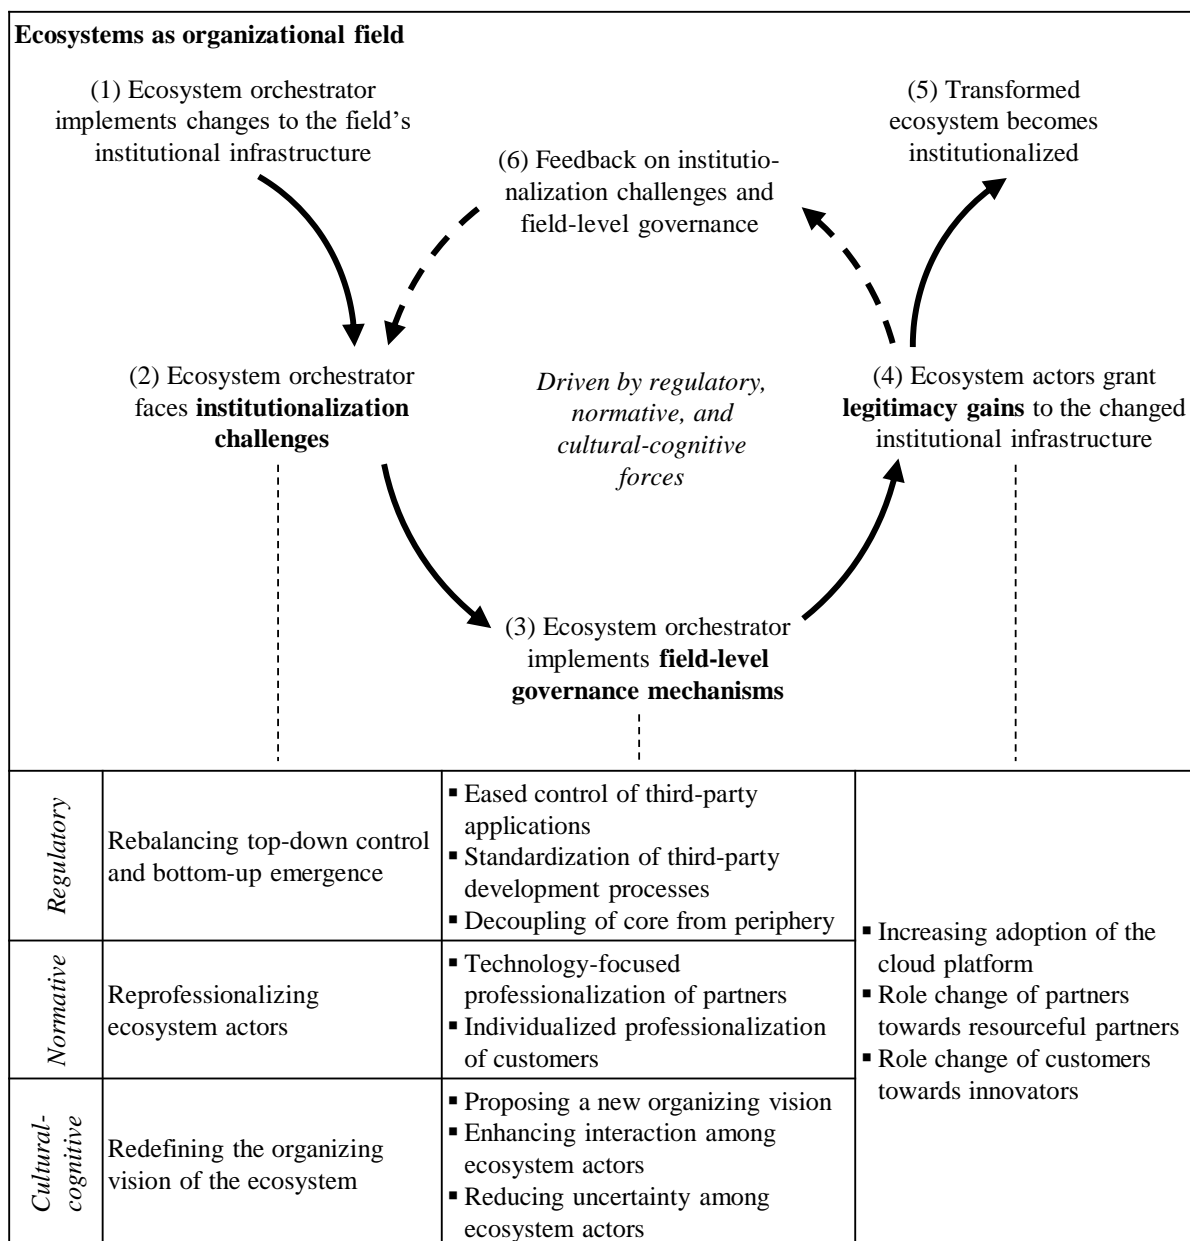 Ecosystems as organizational field
(1) Ecosystem orchestrator
implements changes to the field's
institutional infrastructure
(5) Transformed
ecosystem becomes
institutionalized
(6) Feedback on institutio-
nalization challenges and
field-level governance
(2) Ecosystem orchestrator
faces institutionalization
challenges
Driven by regulatory,
normative, and
cultural-cognitive
forces
(4) Ecosystem actors grant
legitimacy gains to the changed
institutional infrastructure
(3) Ecosystem orchestrator
implements field-level
governance mechanisms
Regulatory
Rebalancing top-down control
and bottom-up emergence
▪ Eased control of third-party
applications
▪ Standardization of third-party
development processes
▪ Decoupling of core from periphery
Normative
Reprofessionalizing
ecosystem actors
▪ Technology-focused
professionalization of partners
▪ Individualized professionalization
of customers
Cultural-
cognitive
Redefining the organizing
vision of the ecosystem
▪ Proposing a new organizing vision
▪ Enhancing interaction among
ecosystem actors
▪ Reducing uncertainty among
ecosystem actors
▪ Increasing adoption of the
cloud platform
▪ Role change of partners
towards resourceful partners
▪ Role change of customers
towards innovators